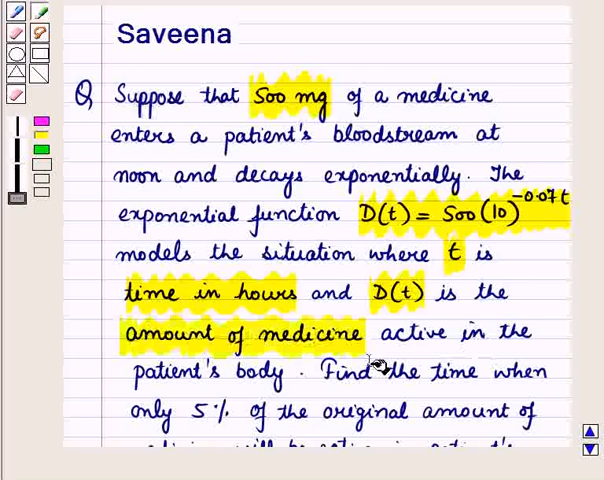 Saveena
Q Suppose that 500 mg of a medicine
enters a patient's bloodstream at
noon and decays exponentially. The
exponential function D(t) = 500(10)^-0.07t
models the situation where t is
time in hours and D(t) is the
amount of medicine active in the
patient's body. Find the time when
only 5% of the original amount of